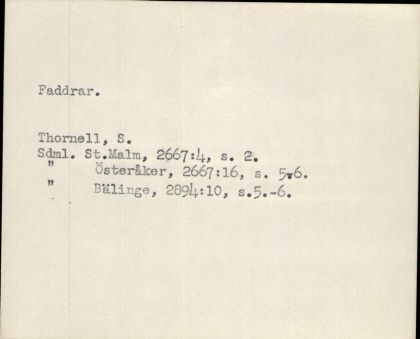 Faddrar.
Thornell, S.
Sdml. St.Malm, 2667:4, s. 2.
" Österåker, 2667:16, s. 5.6.
" Bälinge, 2894:10, s.5.-6.